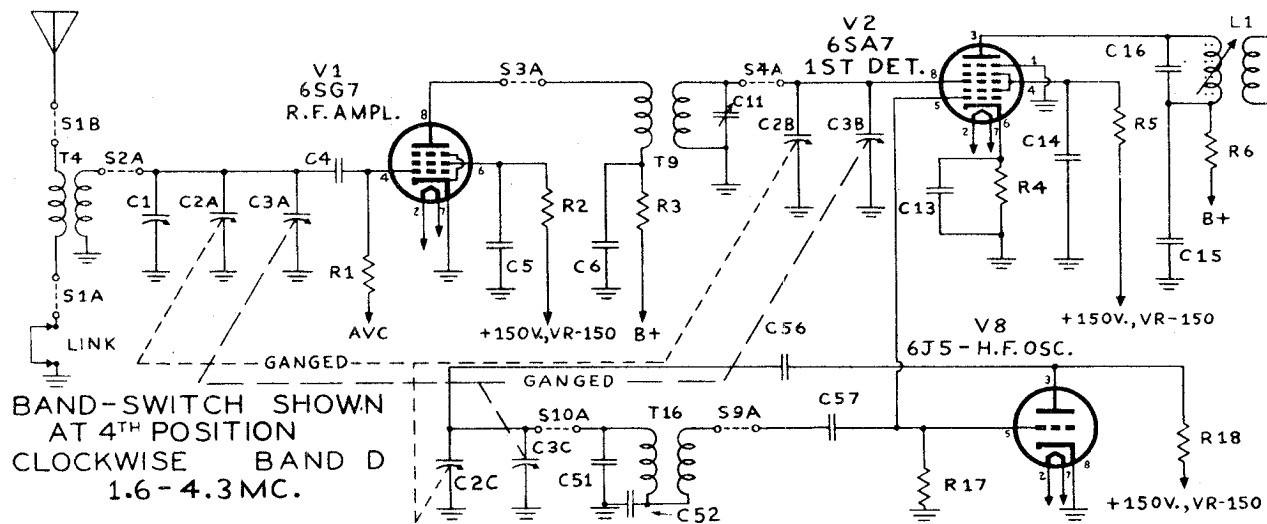 V1
6SG7
R.F. AMPL.
V2
6SA7
1ST DET.
L1
S1B
T4
S2A
C1
C2A
C3A
C4
4
8
6
2
7
R1
AVC
S1A
LINK
S3A
C5
R2
+150V., VR-150
C6
T9
R3
B+
C11
S4A
C2B
C3B
3
8
5
1
4
2
7
6
C13
R4
C14
R5
+150V., VR-150
C16
R6
B+
C15
GANGED
GANGED
C56
V8
6J5-H.F. OSC.
BAND-SWITCH SHOWN
AT 4TH POSITION
CLOCKWISE BAND D
1.6-4.3 MC.
C2C
S10A
C3C
C51
T16
C52
S9A
C57
R17
3
5
2
7
8
R18
+150V., VR-150